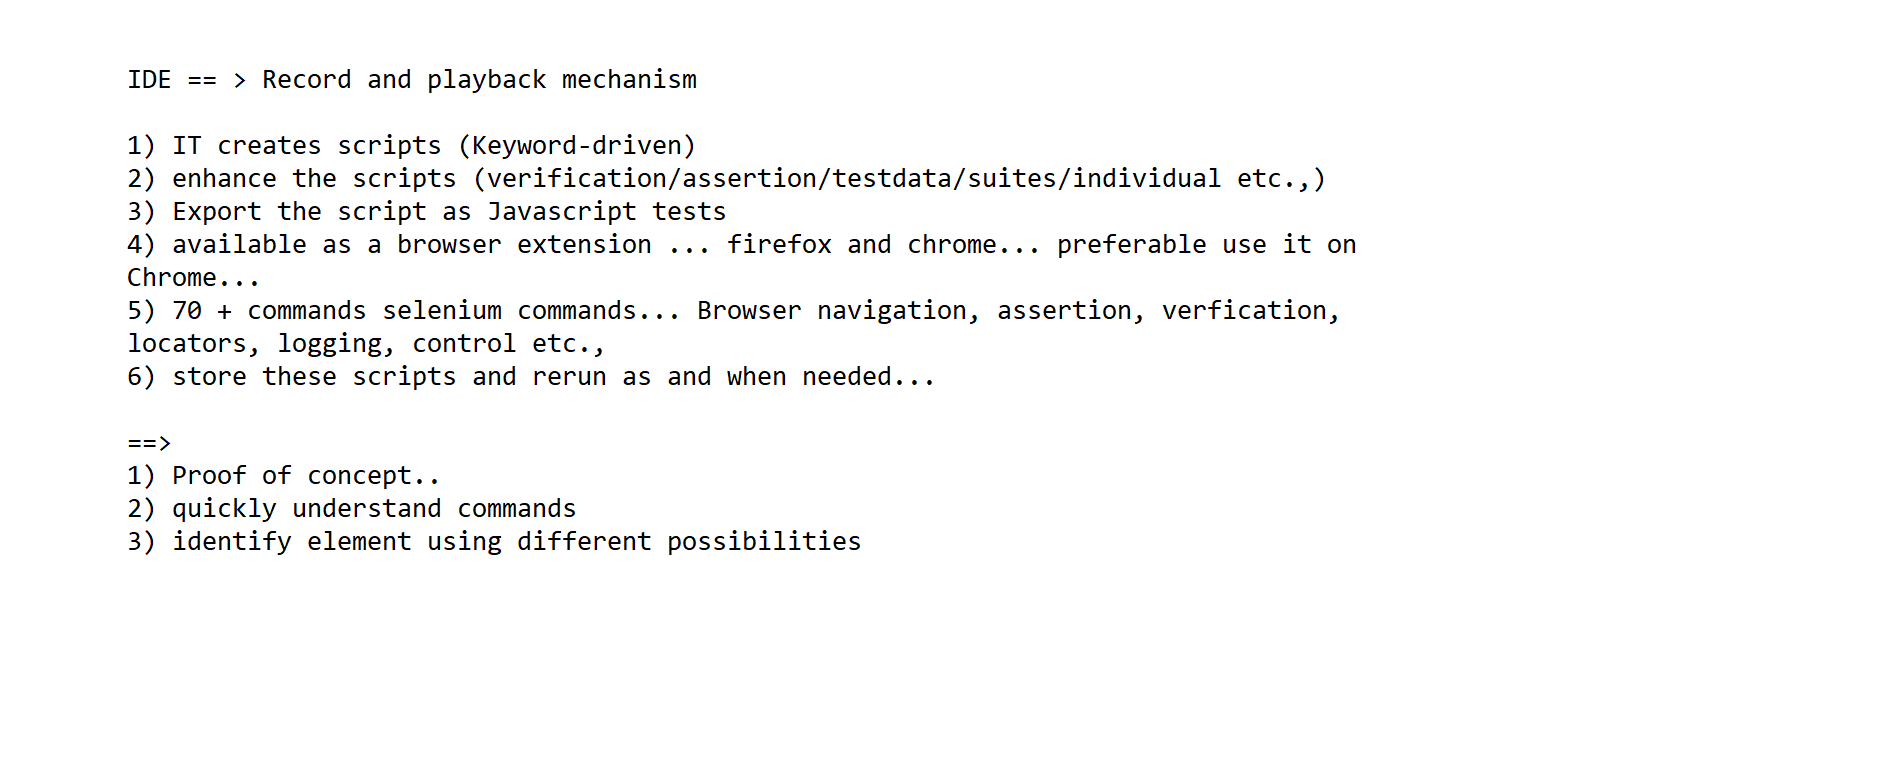 IDE == > Record and playback mechanism
1) IT creates scripts (Keyword-driven)
2) enhance the scripts (verification/assertion/testdata/suites/individual etc.,)
3) Export the script as Javascript tests
4) available as a browser extension ... firefox and chrome... preferable use it on
Chrome...
5) 70 + commands selenium commands... Browser navigation, assertion, verfication,
locators, logging, control etc.,
6) store these scripts and rerun as and when needed...
==>
1) Proof of concept..
2) quickly understand commands
3) identify element using different possibilities